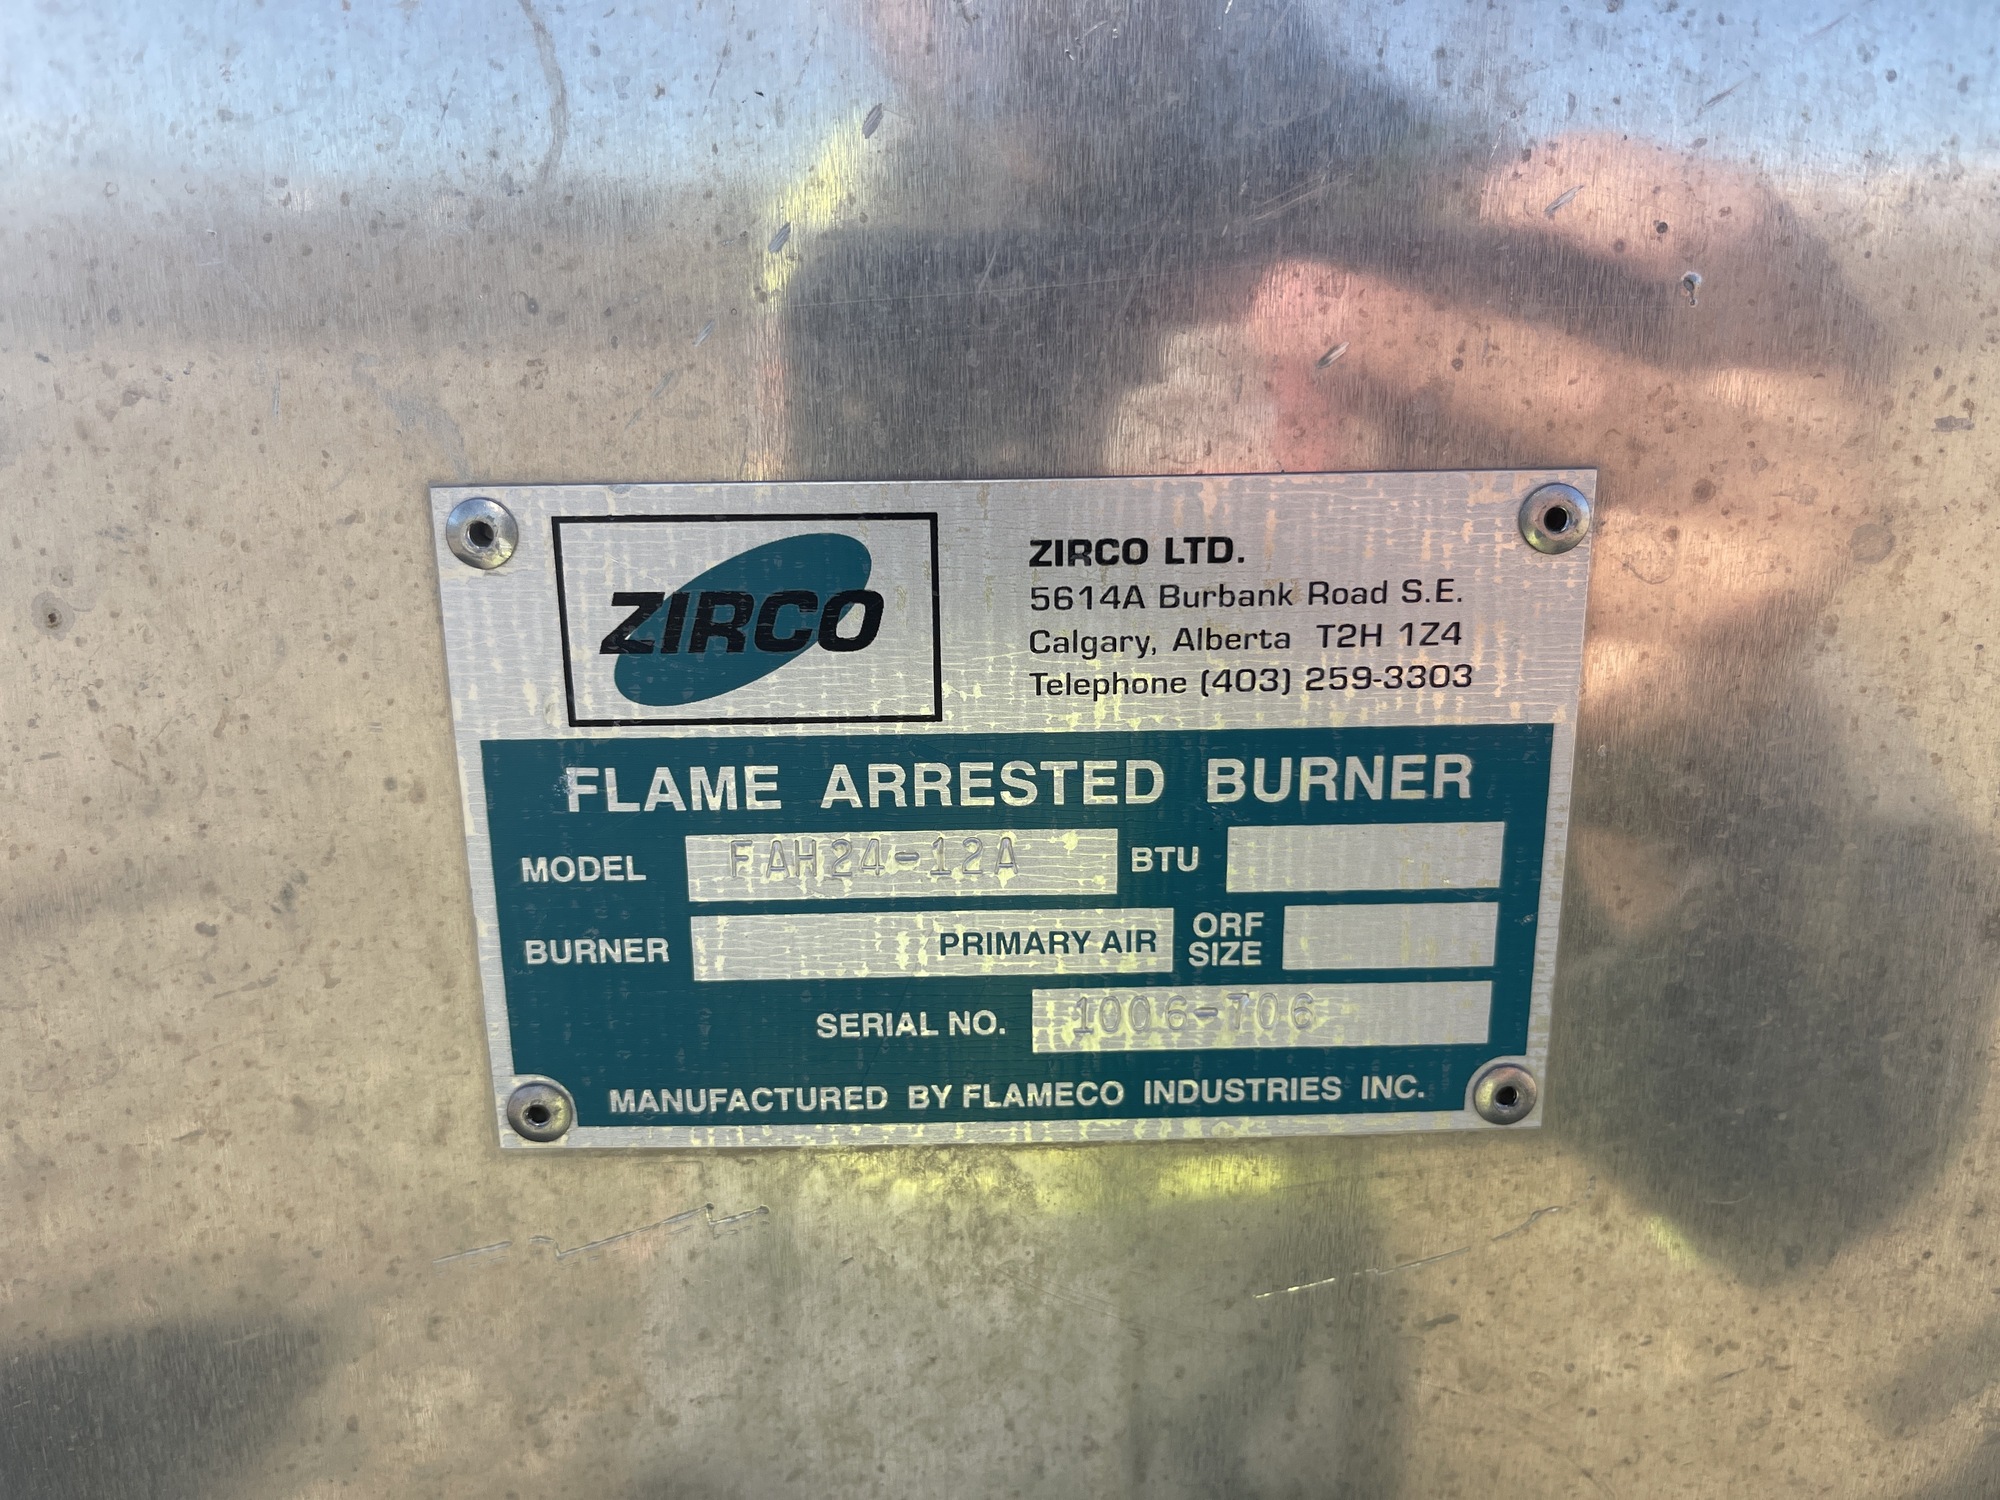 ZIRCO
ZIRCO LTD.
5614A Burbank Road S.E.
Calgary, Alberta T2H 1Z4
Telephone (403) 259-3303
FLAME ARRESTED BURNER
MODEL FAH24-12A BTU
BURNER PRIMARY AIR ORF SIZE
SERIAL NO. 1006-706
MANUFACTURED BY FLAMECO INDUSTRIES INC.